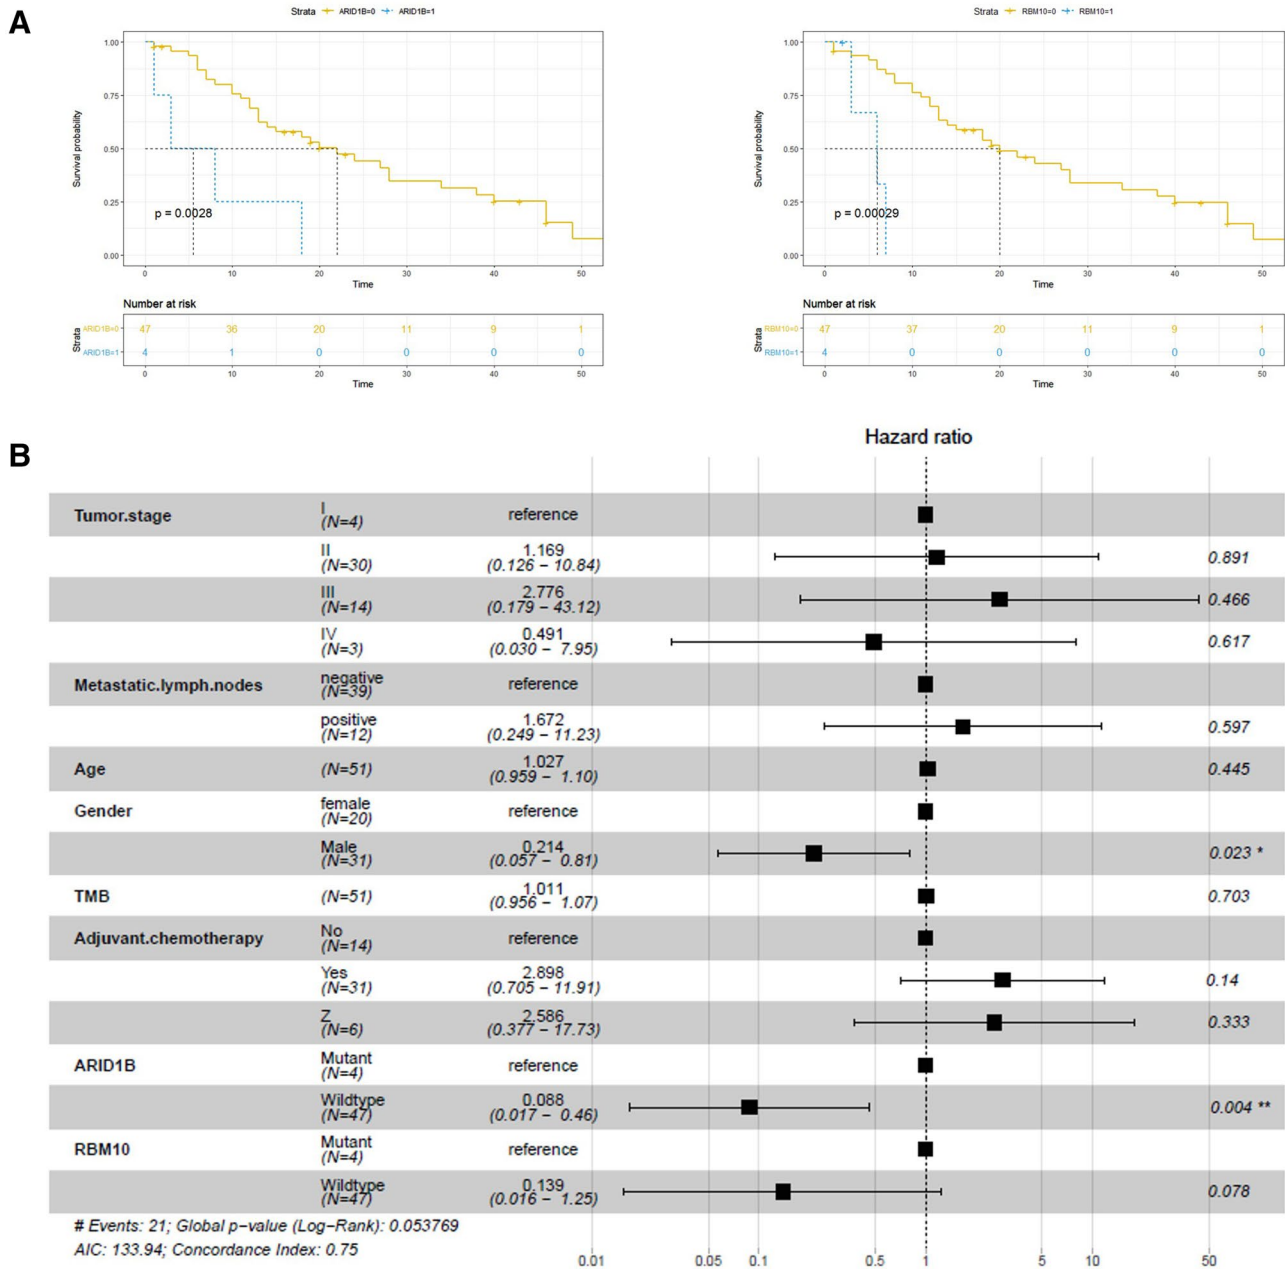 A
Strata ARID1B=0 ARID1B=1
1.00
0.75
0.50
0.25
0.00
Survival probability
p = 0.0028
0 10 20 30 40 50
Time
Number at risk
Strata
ARID1B=0 47 36 20 11 9 1
ARID1B=1 4 1 0 0 0 0
0 10 20 30 40 50
Time
Strata RBM10=0 RBM10=1
1.00
0.75
0.50
0.25
0.00
Survival probability
p = 0.00029
0 10 20 30 40 50
Time
Number at risk
Strata
RBM10=0 47 37 20 11 9 1
RBM10=1 4 0 0 0 0 0
0 10 20 30 40 50
Time
B
Hazard ratio
Tumor.stage I (N=4) reference
II (N=30) 1.169 (0.126 − 10.84) 0.891
III (N=14) 2.776 (0.179 − 43.12) 0.466
IV (N=3) 0.491 (0.030 − 7.95) 0.617
Metastatic.lymph.nodes negative (N=39) reference
positive (N=12) 1.672 (0.249 − 11.23) 0.597
Age (N=51) 1.027 (0.959 − 1.10) 0.445
Gender female (N=20) reference
Male (N=31) 0.214 (0.057 − 0.81) 0.023 *
TMB (N=51) 1.011 (0.956 − 1.07) 0.703
Adjuvant.chemotherapy No (N=14) reference
Yes (N=31) 2.898 (0.705 − 11.91) 0.14
Z (N=6) 2.586 (0.377 − 17.73) 0.333
ARID1B Mutant (N=4) reference
Wildtype (N=47) 0.088 (0.017 − 0.46) 0.004 **
RBM10 Mutant (N=4) reference
Wildtype (N=47) 0.139 (0.016 − 1.25) 0.078
# Events: 21; Global p−value (Log−Rank): 0.053769
AIC: 133.94; Concordance Index: 0.75
0.01 0.05 0.1 0.5 1 5 10 50